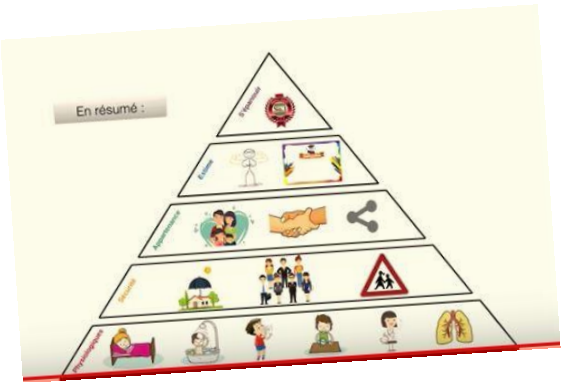 En résumé :
S'épanouir
Estime
Appartenance
Sécurité
Physiologiques